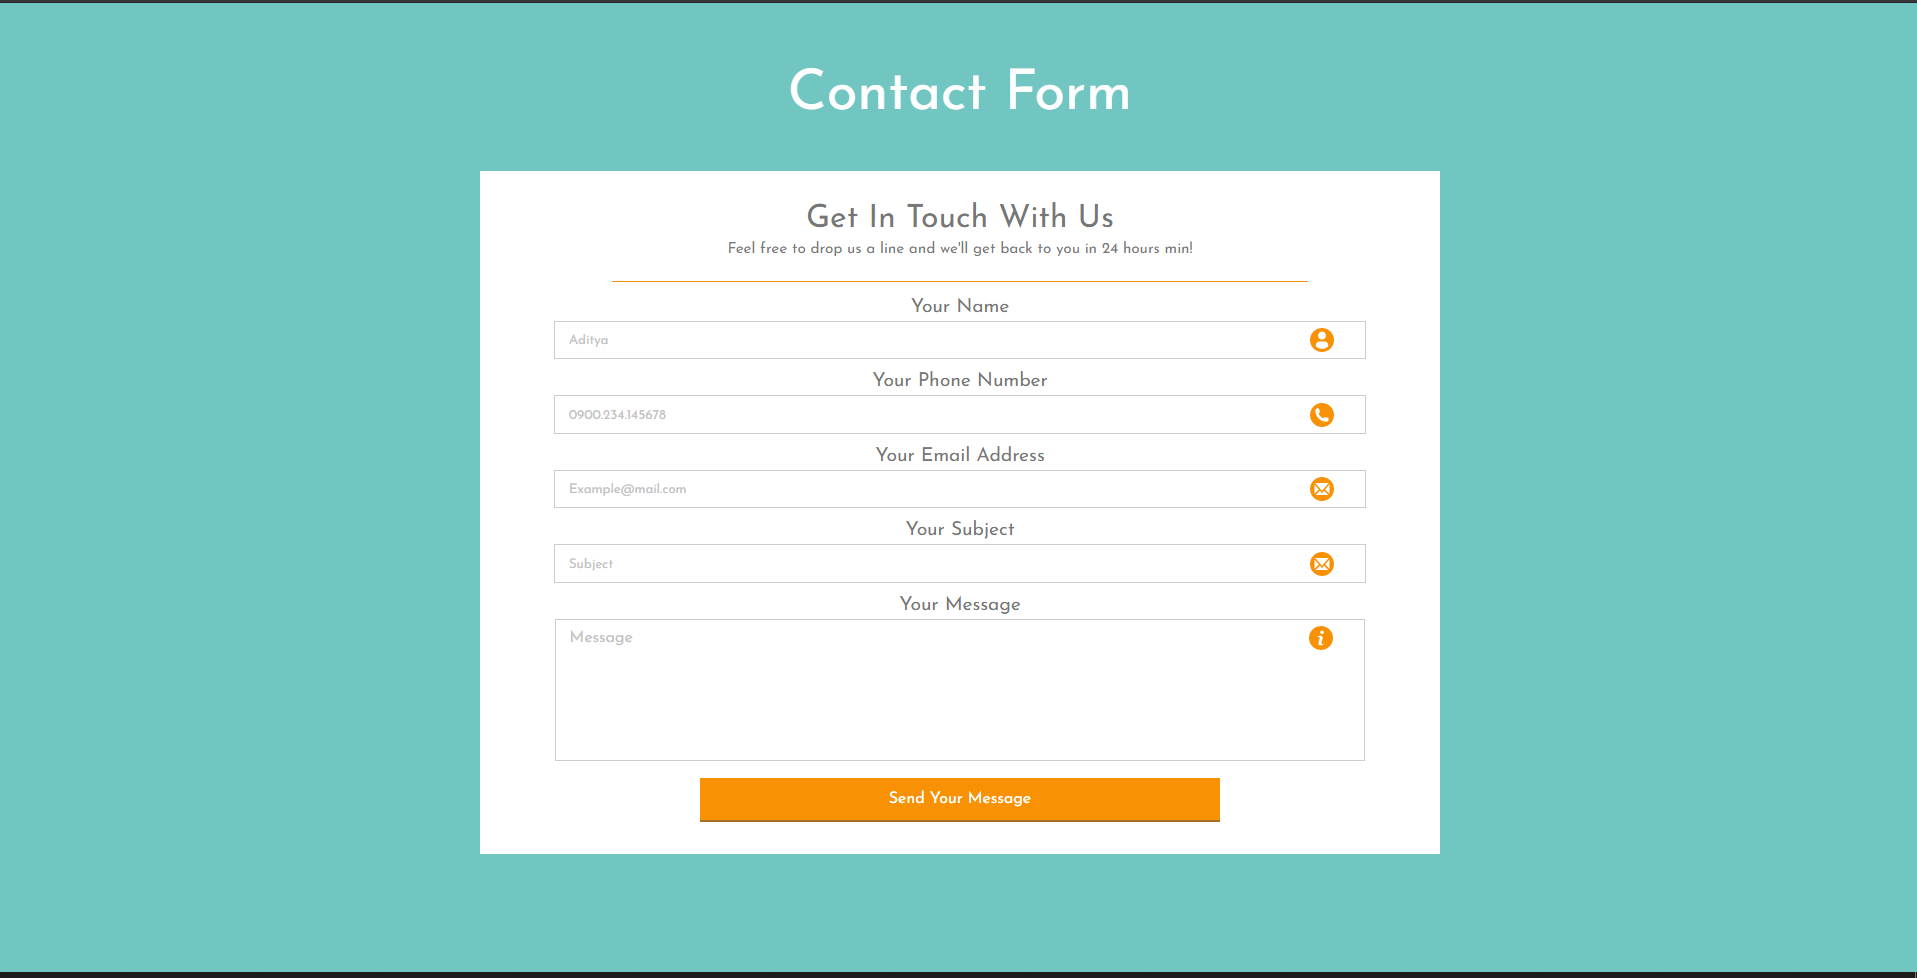 Contact Form
Get In Touch With Us
Feel free to drop us a line and we'll get back to you in 24 hours min!
Your Name
Aditya
Your Phone Number
0900.234.145678
Your Email Address
Example@mail.com
Your Subject
Subject
Your Message
Message
Send Your Message